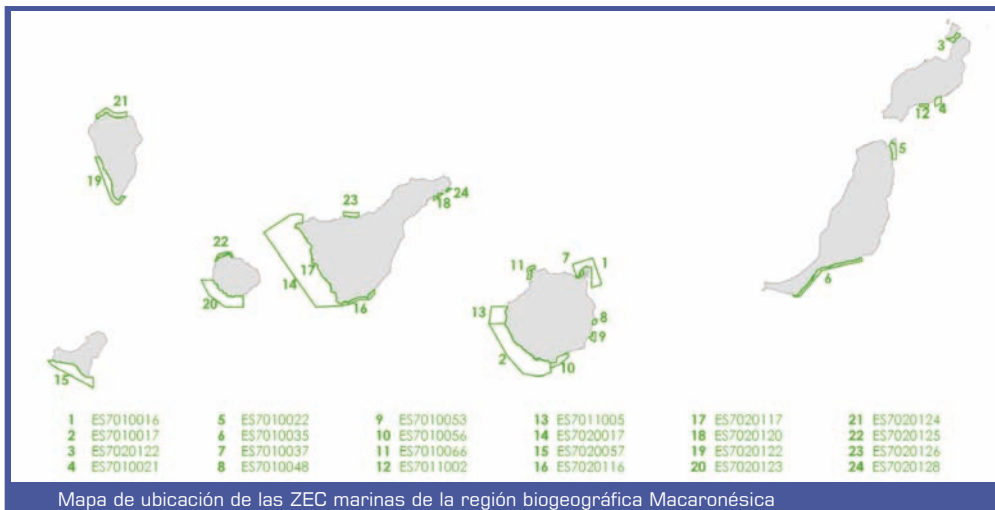 3
4
12
5
21
19
24
18
23
22
17
14
16
20
11
7
1
6
13
8
9
2
10
15
1 ES7010016
2 ES7010017
3 ES7020122
4 ES7010021
5 ES7010022
6 ES7010035
7 ES7010037
8 ES7010048
9 ES7010053
10 ES7010056
11 ES7010066
12 ES7011002
13 ES7011005
14 ES7020017
15 ES7020057
16 ES7020116
17 ES7020117
18 ES7020120
19 ES7020122
20 ES7020123
21 ES7020124
22 ES7020125
23 ES7020126
24 ES7020128
Mapa de ubicación de las ZEC marinas de la región biogeográfica Macaronésica